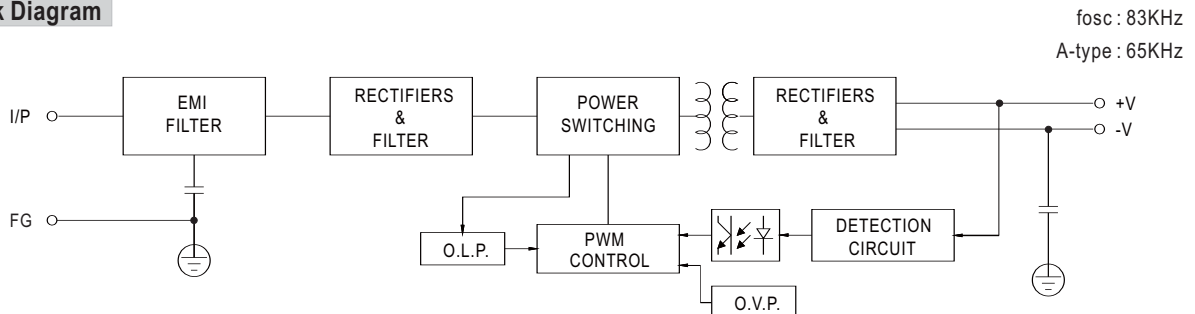 k Diagram
fosc : 83KHz
A-type : 65KHz
I/P
EMI
FILTER
RECTIFIERS
&
FILTER
POWER
SWITCHING
RECTIFIERS
&
FILTER
+V
-V
FG
O.L.P.
PWM
CONTROL
DETECTION
CIRCUIT
O.V.P.